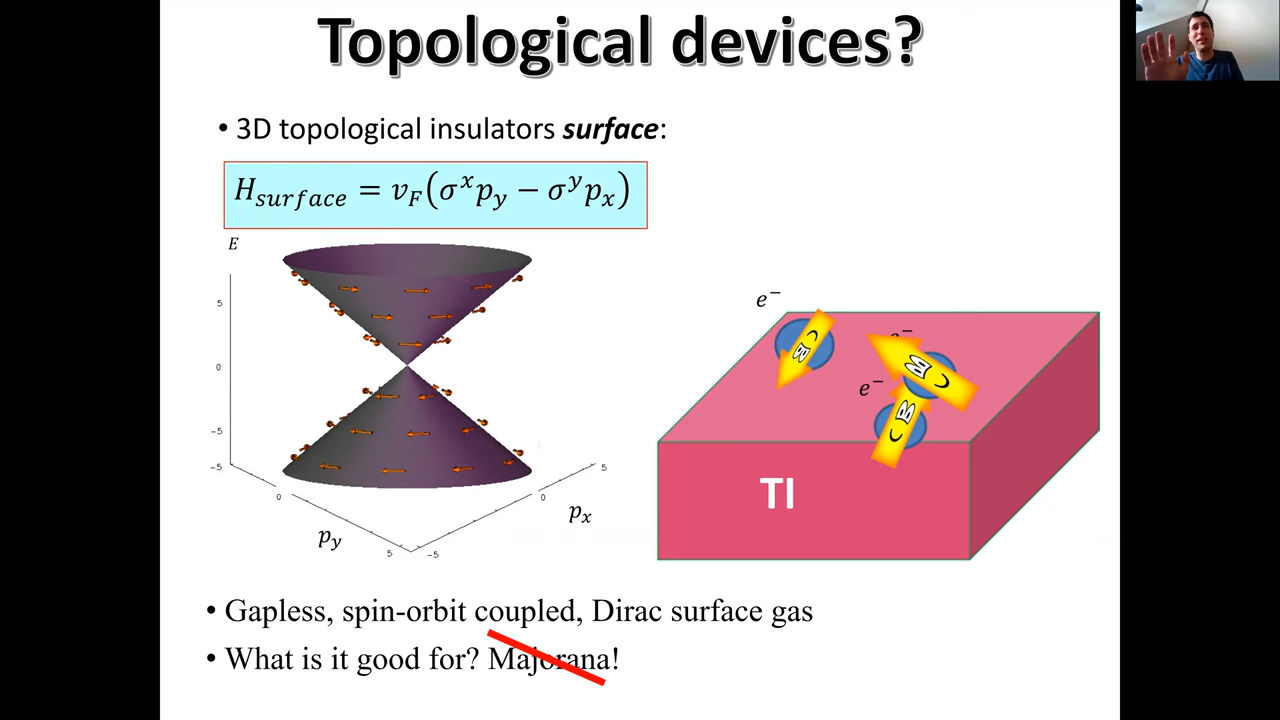 Topological devices?
• 3D topological insulators surface:
H_surface = v_F(σ^x p_y − σ^y p_x)
E
5
0
−5
−5
0
5
p_y
−5
0
5
p_x
e⁻
e⁻
e⁻
TI
• Gapless, spin-orbit coupled, Dirac surface gas
• What is it good for? Majorana!